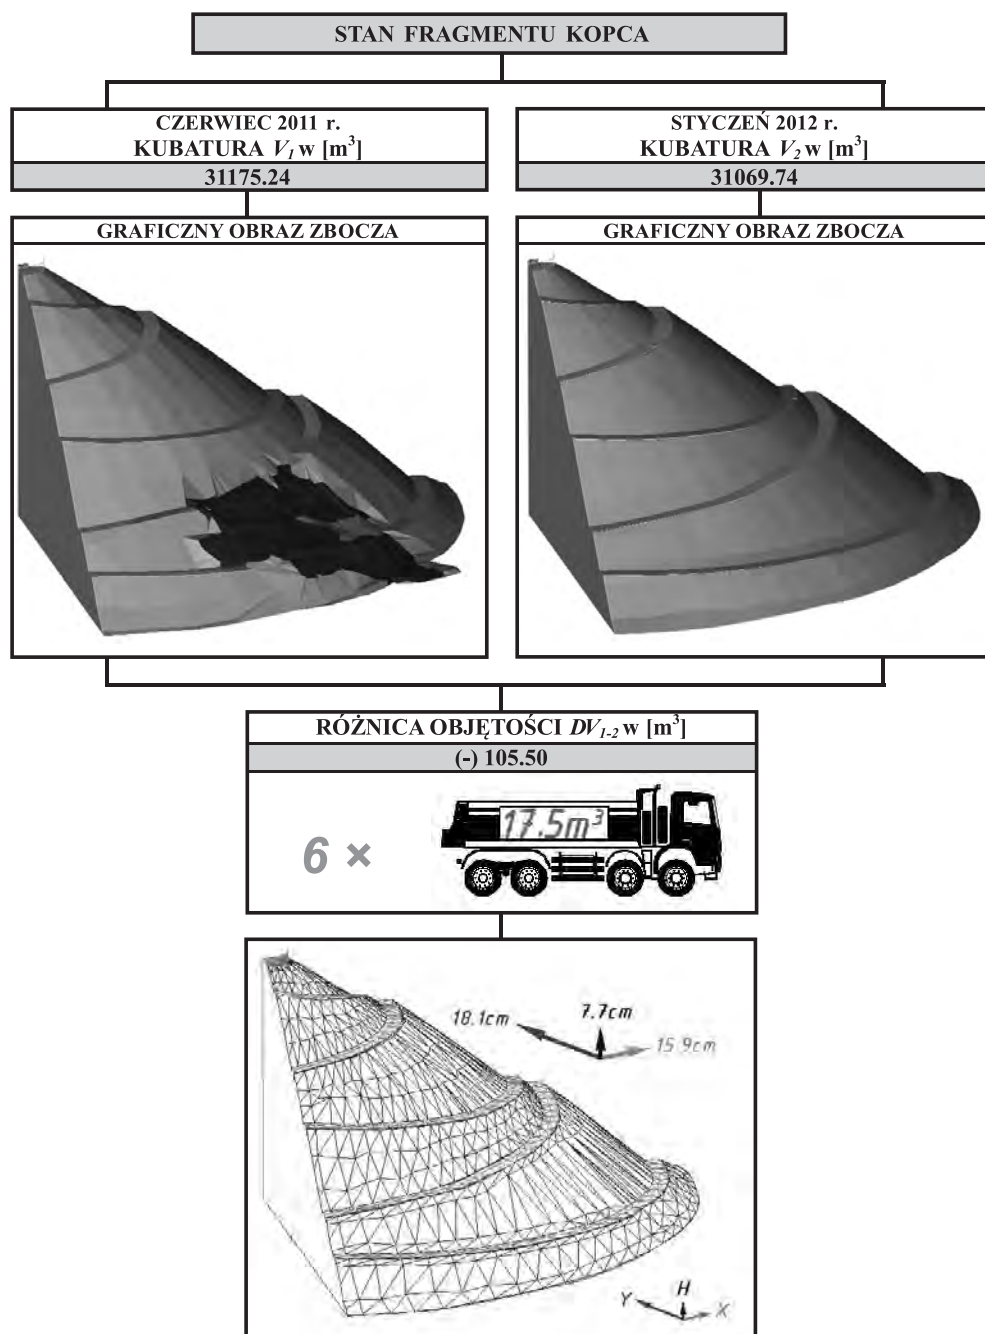 STAN FRAGMENTU KOPCA
CZERWIEC 2011 r.
KUBATURA V₁ w [m³]
31175.24
STYCZEŃ 2012 r.
KUBATURA V₂ w [m³]
31069.74
GRAFICZNY OBRAZ ZBOCZA
GRAFICZNY OBRAZ ZBOCZA
RÓŻNICA OBJĘTOŚCI DV₁₋₂ w [m³]
(-) 105.50
6 ×
17.5m³
18.1cm
7.7cm
15.9cm
Y
H
X